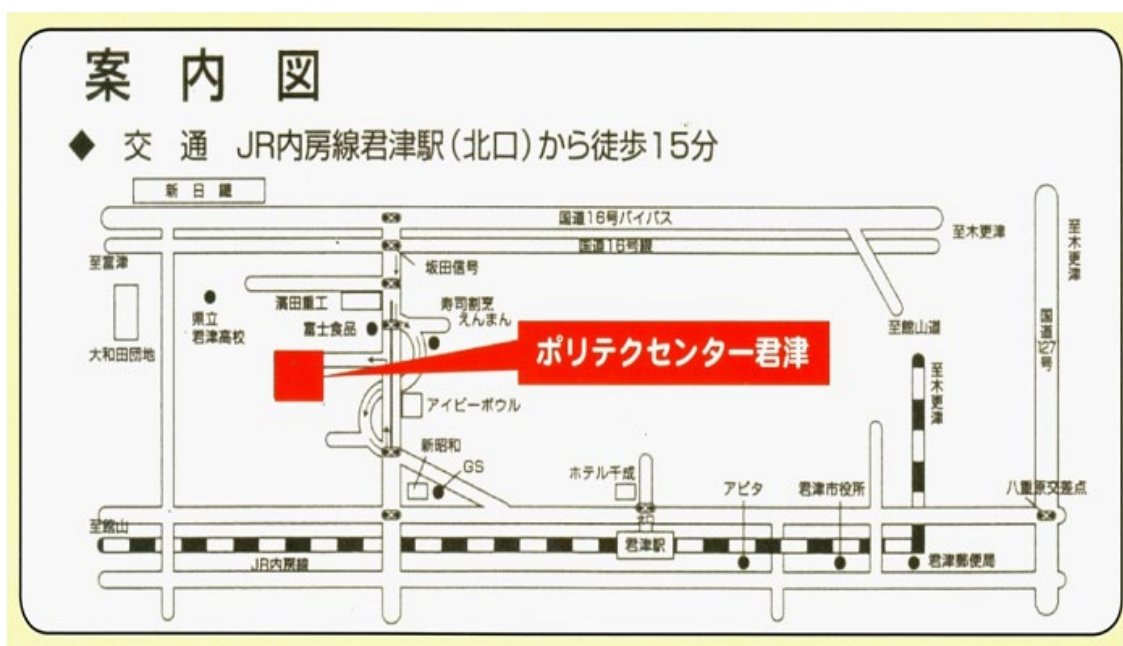 案内図
◆ 交通 JR内房線君津駅(北口)から徒歩15分
新日鐵
国道16号バイパス
国道16号線
至木更津
至木更津
至富津
坂田信号
濱田重工
寿司割烹
えんまん
県立
君津高校
富士食品
大和田団地
至館山道
国道127号
ポリテクセンター君津
至木更津
アイビーボウル
新昭和
GS
ホテル千成
アピタ
君津市役所
八重原交差点
北口
至館山
君津駅
JR内房線
君津郵便局